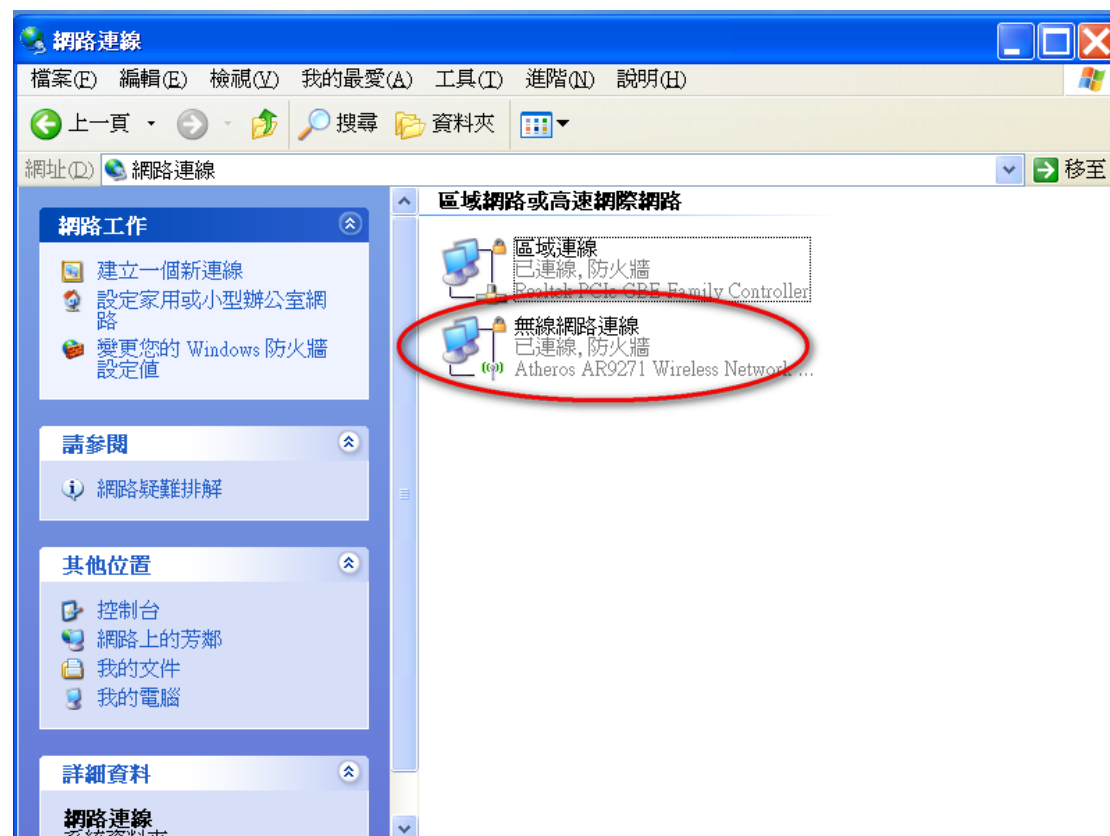 網路連線
檔案(F) 編輯(E) 檢視(V) 我的最愛(A) 工具(T) 進階(N) 說明(H)
上一頁 搜尋 資料夾
網址(D) 網路連線 移至
網路工作
建立一個新連線
設定家用或小型辦公室網
路
變更您的 Windows 防火牆
設定值
請參閱
網路疑難排解
其他位置
控制台
網路上的芳鄰
我的文件
我的電腦
詳細資料
網路連線
系統資料夾
區域網路或高速網際網路
區域連線
已連線, 防火牆
Realtek PCIe GBE Family Controller
無線網路連線
已連線, 防火牆
Atheros AR9271 Wireless Network ...